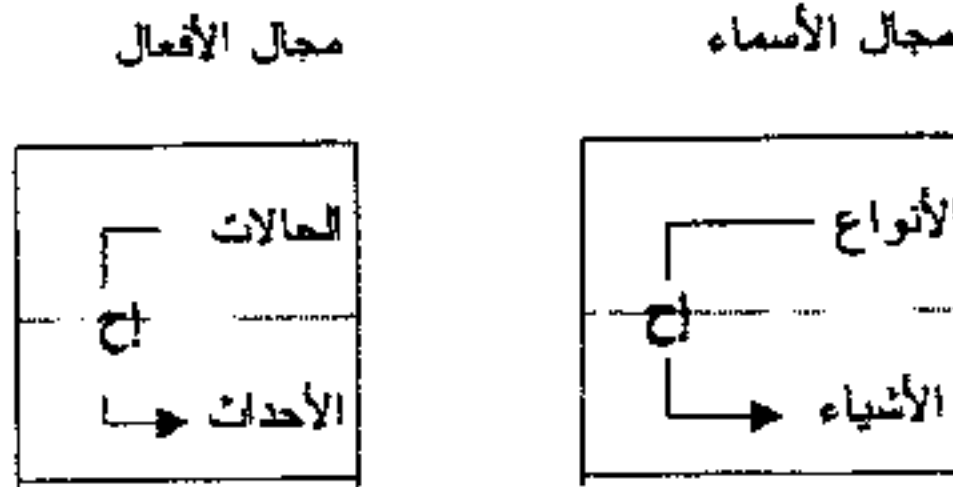 مجال الأسماء
مجال الأفعال
الأنواع
الحالات
إح
إح
الأشياء
الأحداث